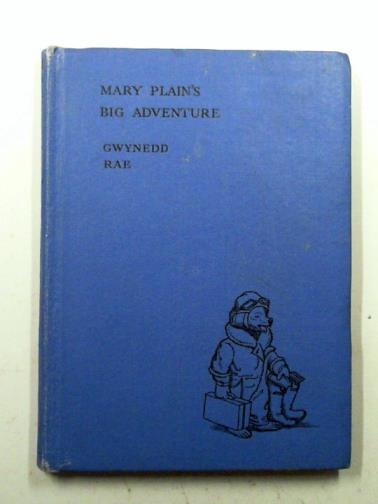 MARY PLAIN'S
BIG ADVENTURE
GWYNEDD
RAE